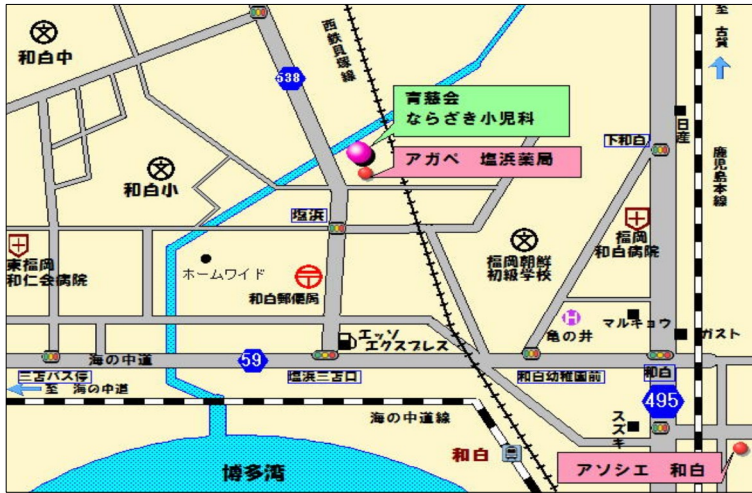 和白中
538
西鉄貝塚線
至 古賀
育慈会
ならざき小児科
アガペ 塩浜薬局
下和白
日産
鹿児島本線
和白小
塩浜
福岡
和白病院
福岡朝鮮
初級学校
東福岡
和仁会病院
ホームワイド
和白郵便局
H
亀の井
マルキョウ
ガスト
エッソ
エクスプレス
海の中道
59
三苫バス停
塩浜三苫口
和白幼稚園前
和白
至 海の中道
495
海の中道線
スズキ
和白
博多湾
アソシエ 和白